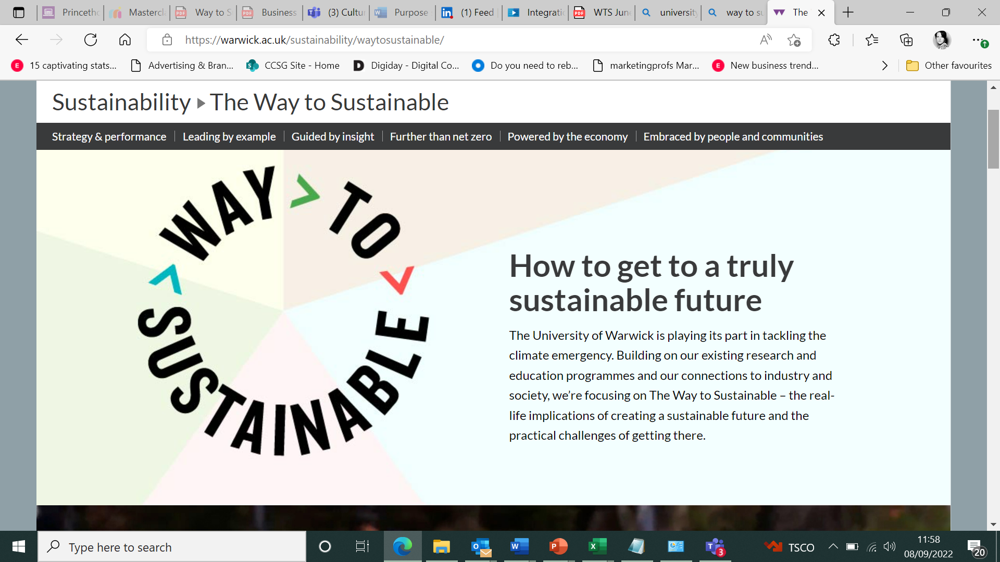 Princetho
Mastercla
Way to S
Business
(3) Cultur
Purpose
(1) Feed
Integratio
WTS June
university
way to su
The
https://warwick.ac.uk/sustainability/waytosustainable/
15 captivating stats...
Advertising & Bran...
CCSG Site - Home
Digiday - Digital Co...
Do you need to reb...
marketingprofs Mar...
New business trend...
Other favourites
Sustainability ▸ The Way to Sustainable
Strategy & performance
Leading by example
Guided by insight
Further than net zero
Powered by the economy
Embraced by people and communities
WAY > TO > SUSTAINABLE >
How to get to a truly
sustainable future
The University of Warwick is playing its part in tackling the
climate emergency. Building on our existing research and
education programmes and our connections to industry and
society, we’re focusing on The Way to Sustainable – the real-
life implications of creating a sustainable future and the
practical challenges of getting there.
Type here to search
3
TSCO
11:58
08/09/2022
20